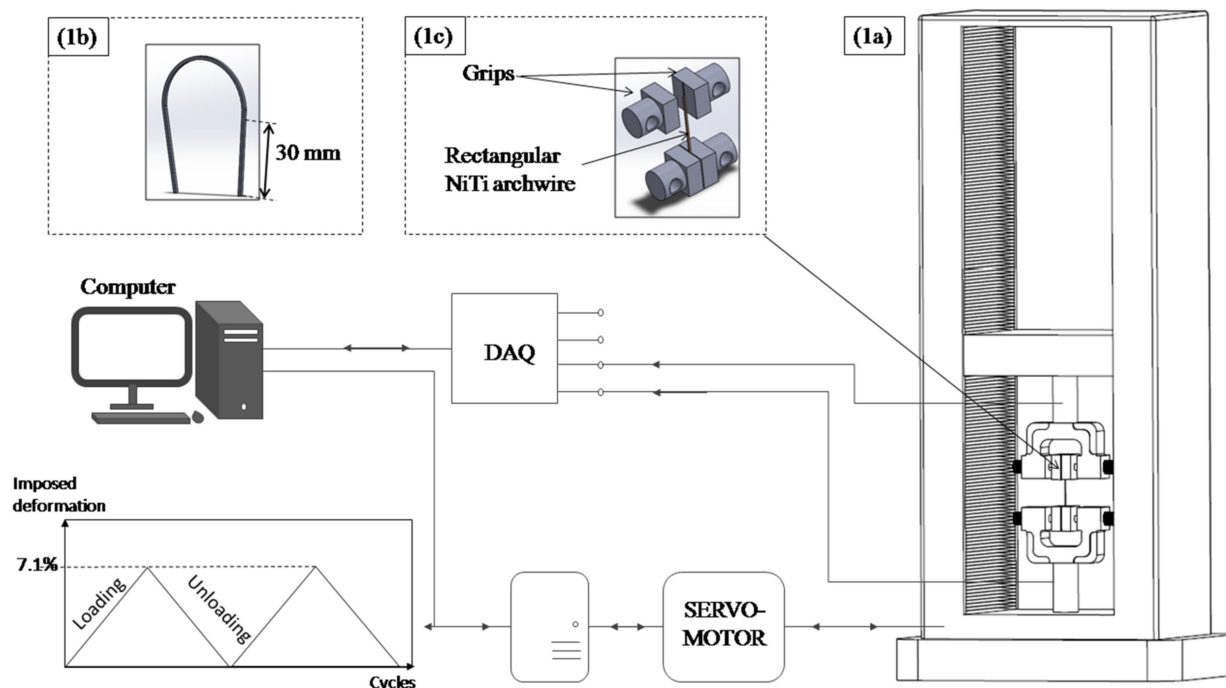 (1b)
30 mm
(1c)
Grips
Rectangular
NiTi archwire
(1a)
Computer
DAQ
Imposed
deformation
7.1%
Loading
Unloading
Cycles
SERVO-
MOTOR